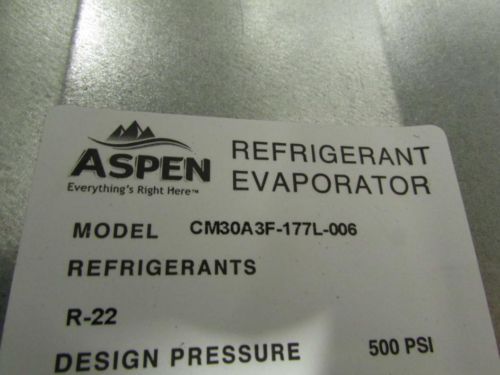 ASPEN
Everything's Right Here™
REFRIGERANT
EVAPORATOR
MODEL CM30A3F-177L-006
REFRIGERANTS
R-22
DESIGN PRESSURE 500 PSI